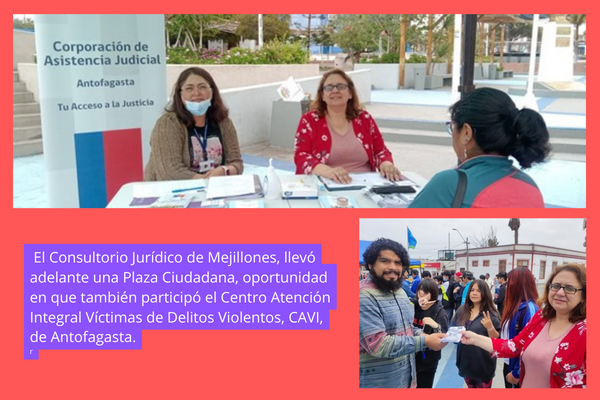 Corporación de
Asistencia Judicial
Antofagasta
Tu Acceso a la Justicia
El Consultorio Jurídico de Mejillones, llevó
adelante una Plaza Ciudadana, oportunidad
en que también participó el Centro Atención
Integral Víctimas de Delitos Violentos, CAVI,
de Antofagasta.
r